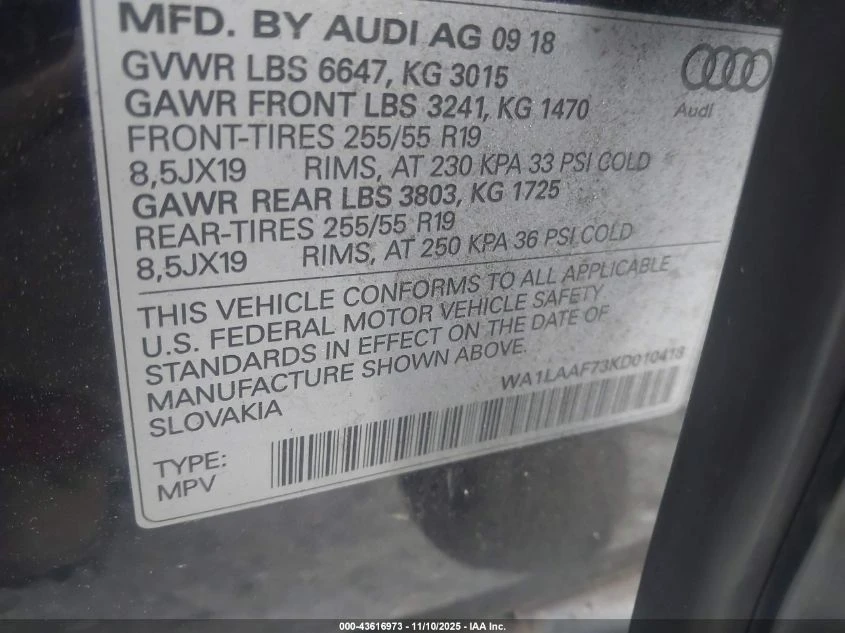 MFD. BY AUDI AG 09 18
GVWR LBS 6647, KG 3015
GAWR FRONT LBS 3241, KG 1470
Audi
FRONT-TIRES 255/55 R19
8,5JX19 RIMS, AT 230 KPA 33 PSI COLD
GAWR REAR LBS 3803, KG 1725
REAR-TIRES 255/55 R19
8,5JX19 RIMS, AT 250 KPA 36 PSI COLD
THIS VEHICLE CONFORMS TO ALL APPLICABLE
U.S. FEDERAL MOTOR VEHICLE SAFETY
STANDARDS IN EFFECT ON THE DATE OF
MANUFACTURE SHOWN ABOVE.
SLOVAKIA
WA1LAAF73KD010418
TYPE:
MPV
000-43616973 - 11/10/2025 - IAA Inc.